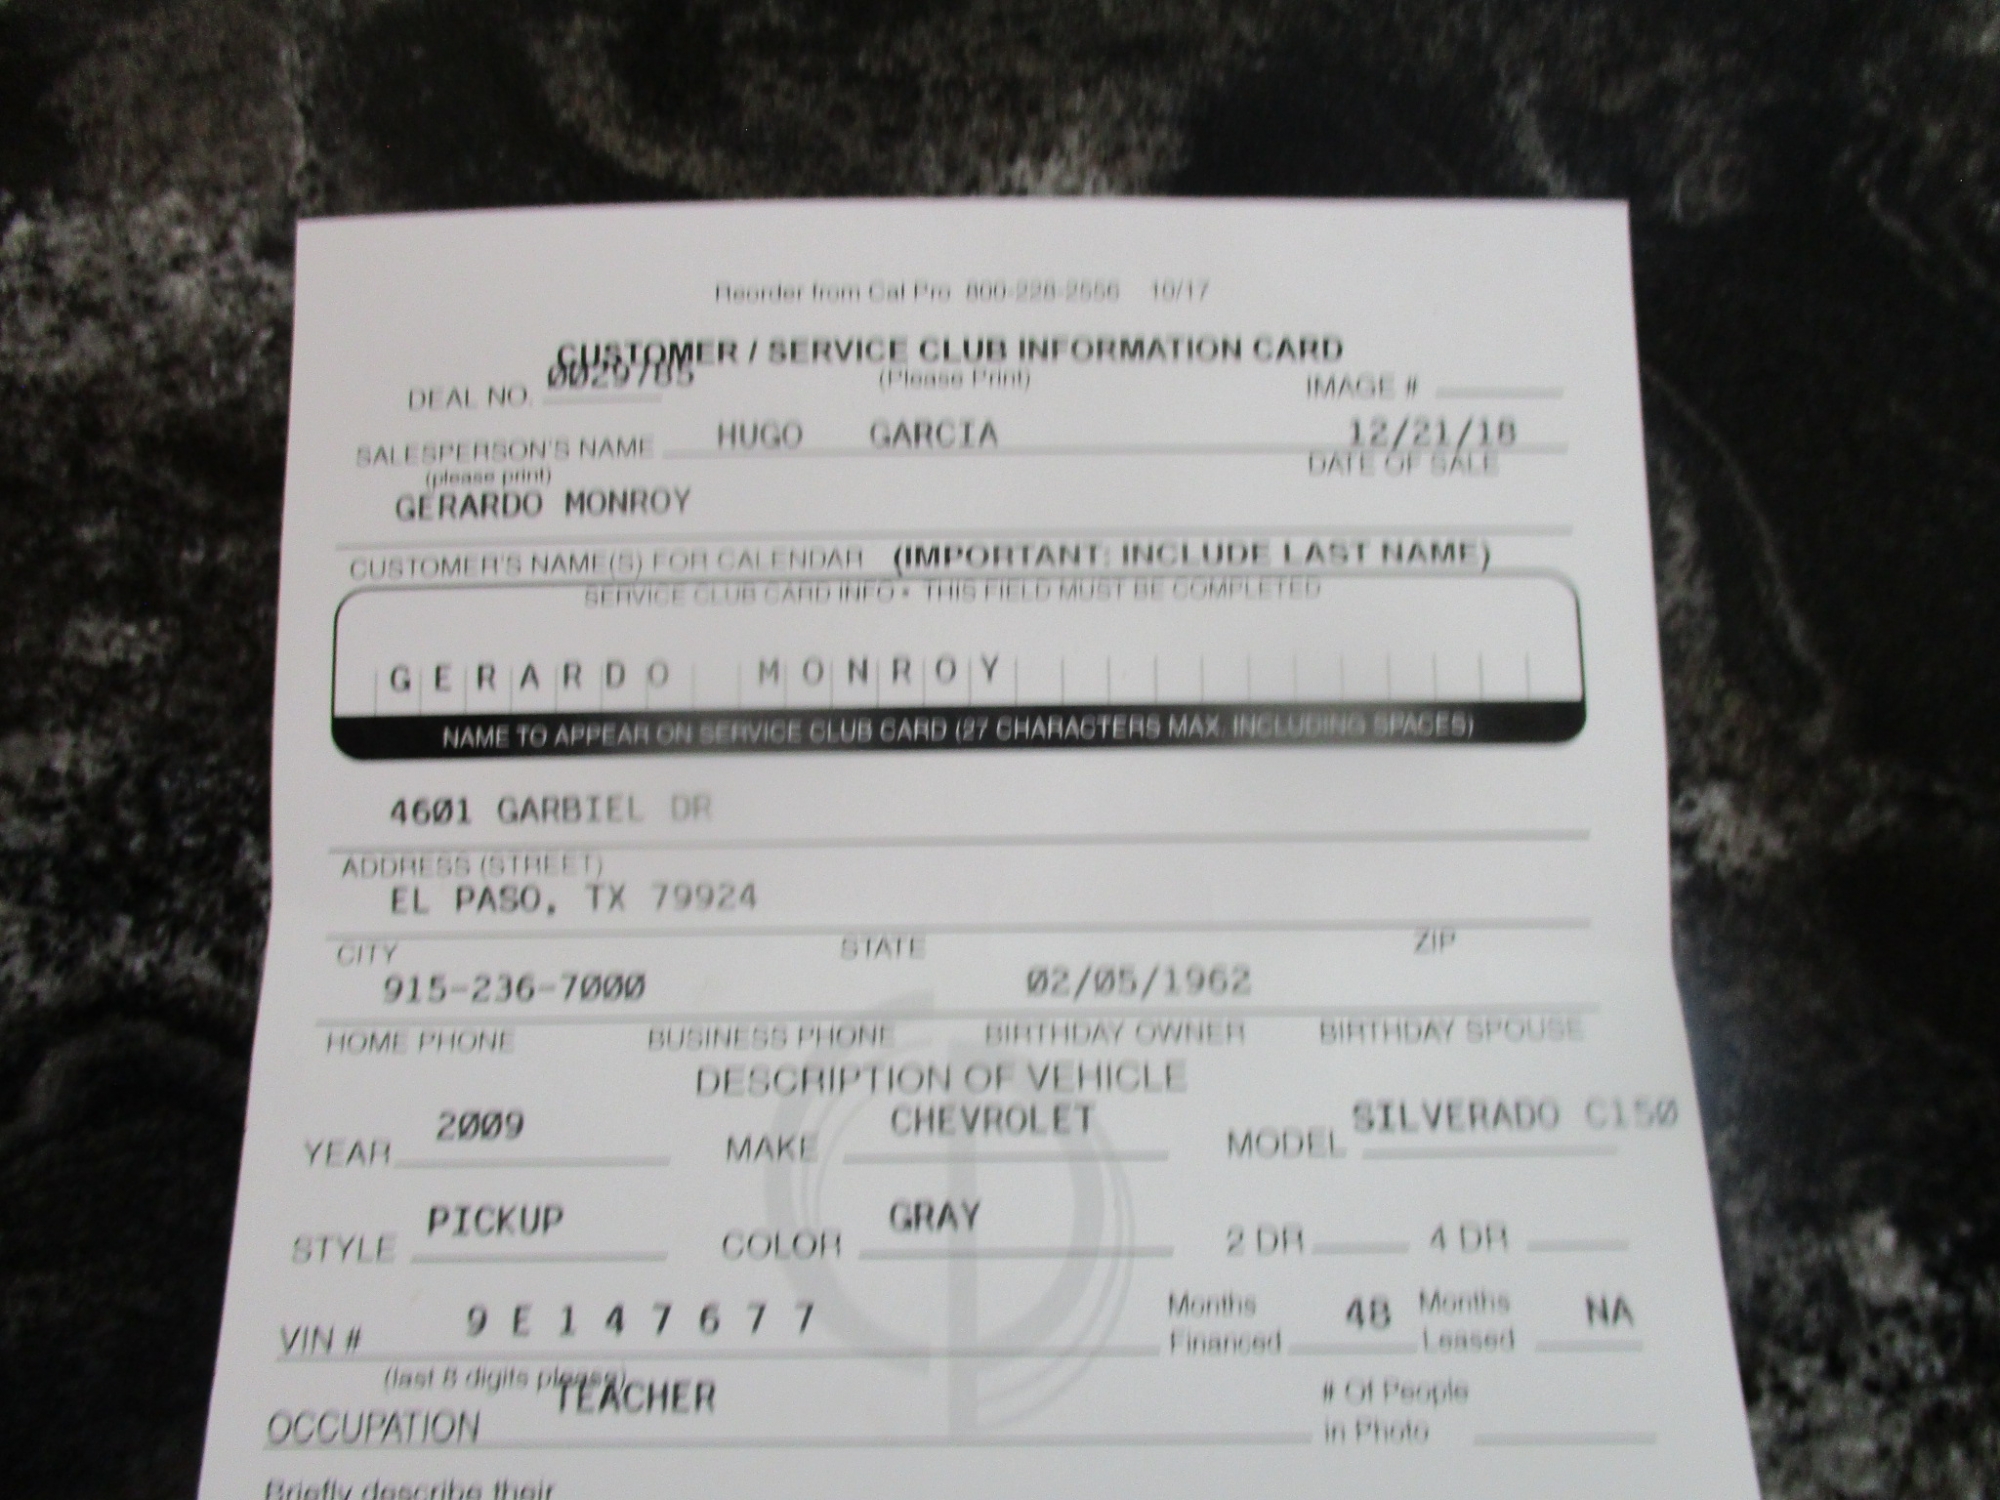 Reorder from Cal Pro 800-228-2556 10/17
CUSTOMER / SERVICE CLUB INFORMATION CARD
DEAL NO. 0029785 (Please Print) IMAGE #
SALESPERSON'S NAME HUGO GARCIA 12/21/18
(please print) DATE OF SALE
GERARDO MONROY
CUSTOMER'S NAME(S) FOR CALENDAR (IMPORTANT: INCLUDE LAST NAME)
SERVICE CLUB CARD INFO • THIS FIELD MUST BE COMPLETED
GERARDO MONROY
NAME TO APPEAR ON SERVICE CLUB CARD (27 CHARACTERS MAX. INCLUDING SPACES)
4601 GARBIEL DR
ADDRESS (STREET)
EL PASO, TX 79924
CITY STATE ZIP
915-236-7000 02/05/1962
HOME PHONE BUSINESS PHONE BIRTHDAY OWNER BIRTHDAY SPOUSE
DESCRIPTION OF VEHICLE
YEAR 2009 MAKE CHEVROLET MODEL SILVERADO C150
STYLE PICKUP COLOR GRAY 2 DR 4 DR
VIN # 9E147677 Months Financed 48 Months Leased NA
(last 8 digits please)
OCCUPATION TEACHER # Of People in Photo
Briefly describe their